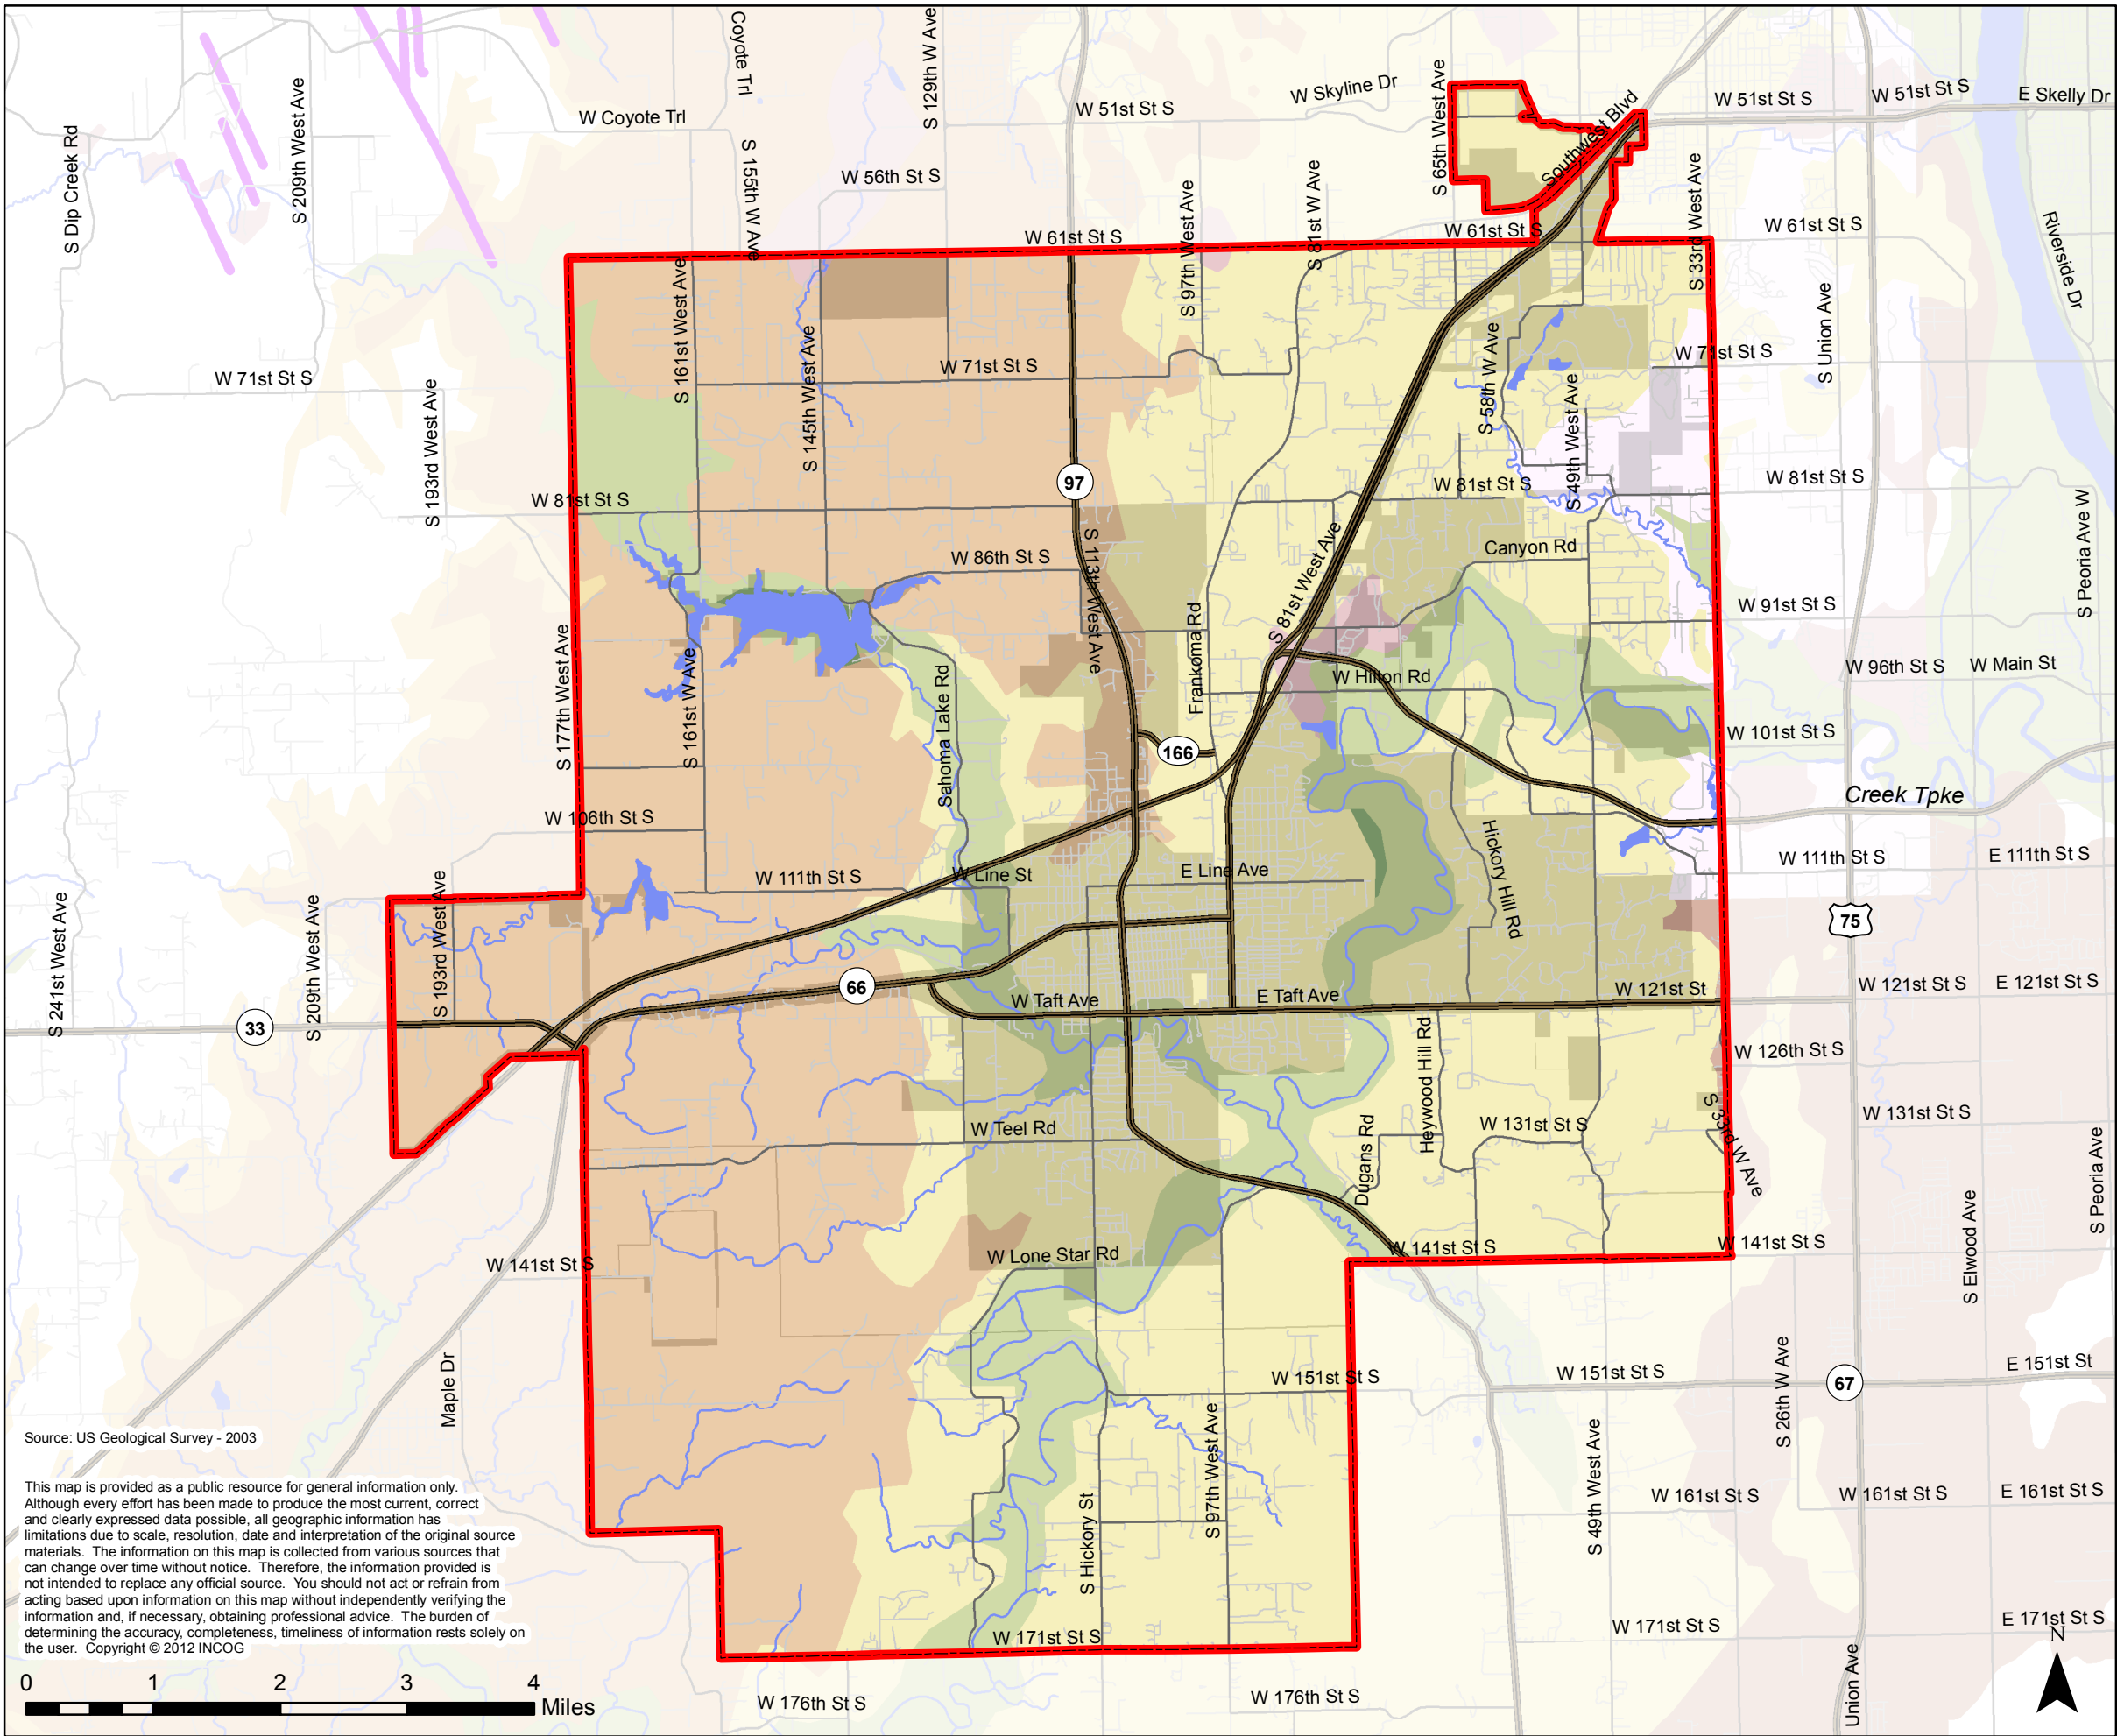 Coyote Trl
S 129th W Ave
W Skyline Dr
S 65th West Ave
Southwest Blvd
W 51st St S
W 51st St S
W 51st St S
E Skelly Dr
S Dip Creek Rd
S 209th West Ave
W Coyote Trl
S 155th W Ave
W 56th St S
S 97th West Ave
S 81st W Ave
S 33rd West Ave
Riverside Dr
W 61st St S
W 61st St S
W 61st St S
S 161st West Ave
S 145th West Ave
S 58th W Ave
S 49th West Ave
S Union Ave
W 71st St S
W 71st St S
W 71st St S
S 193rd West Ave
97
W 81st St S
W 81st St S
W 81st St S
S Peoria Ave W
S 113th West Ave
S 81st West Ave
Canyon Rd
W 86th St S
W 91st St S
Frankoma Rd
S 177th West Ave
S 161st W Ave
Sahoma Lake Rd
W Hilton Rd
W 96th St S
W Main St
166
W 101st St S
Creek Tpke
W 106th St S
Hickory Hill Rd
W 111th St S
W Line St
E Line Ave
W 111th St S
E 111th St S
S 241st West Ave
S 209th West Ave
S 193rd West Ave
75
66
33
W Taft Ave
E Taft Ave
W 121st St
W 121st St S
E 121st St S
Heywood Hill Rd
W 126th St S
W Teel Rd
Dugans Rd
W 131st St S
W 131st St S
S 33rd W Ave
S Peoria Ave
S Elwood Ave
W 141st St S
W Lone Star Rd
W 141st St S
W 141st St S
Maple Dr
W 151st St S
W 151st St S
67
E 151st St
S 26th W Ave
S 97th West Ave
S Hickory St
S 49th West Ave
W 161st St S
W 161st St S
E 161st St S
W 171st St S
W 171st St S
E 171st St S
W 176th St S
W 176th St S
Union Ave
N
Source: US Geological Survey - 2003
This map is provided as a public resource for general information only.
Although every effort has been made to produce the most current, correct
and clearly expressed data possible, all geographic information has
limitations due to scale, resolution, date and interpretation of the original source
materials. The information on this map is collected from various sources that
can change over time without notice. Therefore, the information provided is
not intended to replace any official source. You should not act or refrain from
acting based upon information on this map without independently verifying the
information and, if necessary, obtaining professional advice. The burden of
determining the accuracy, completeness, timeliness of information rests solely on
the user. Copyright © 2012 INCOG
0 1 2 3 4
Miles